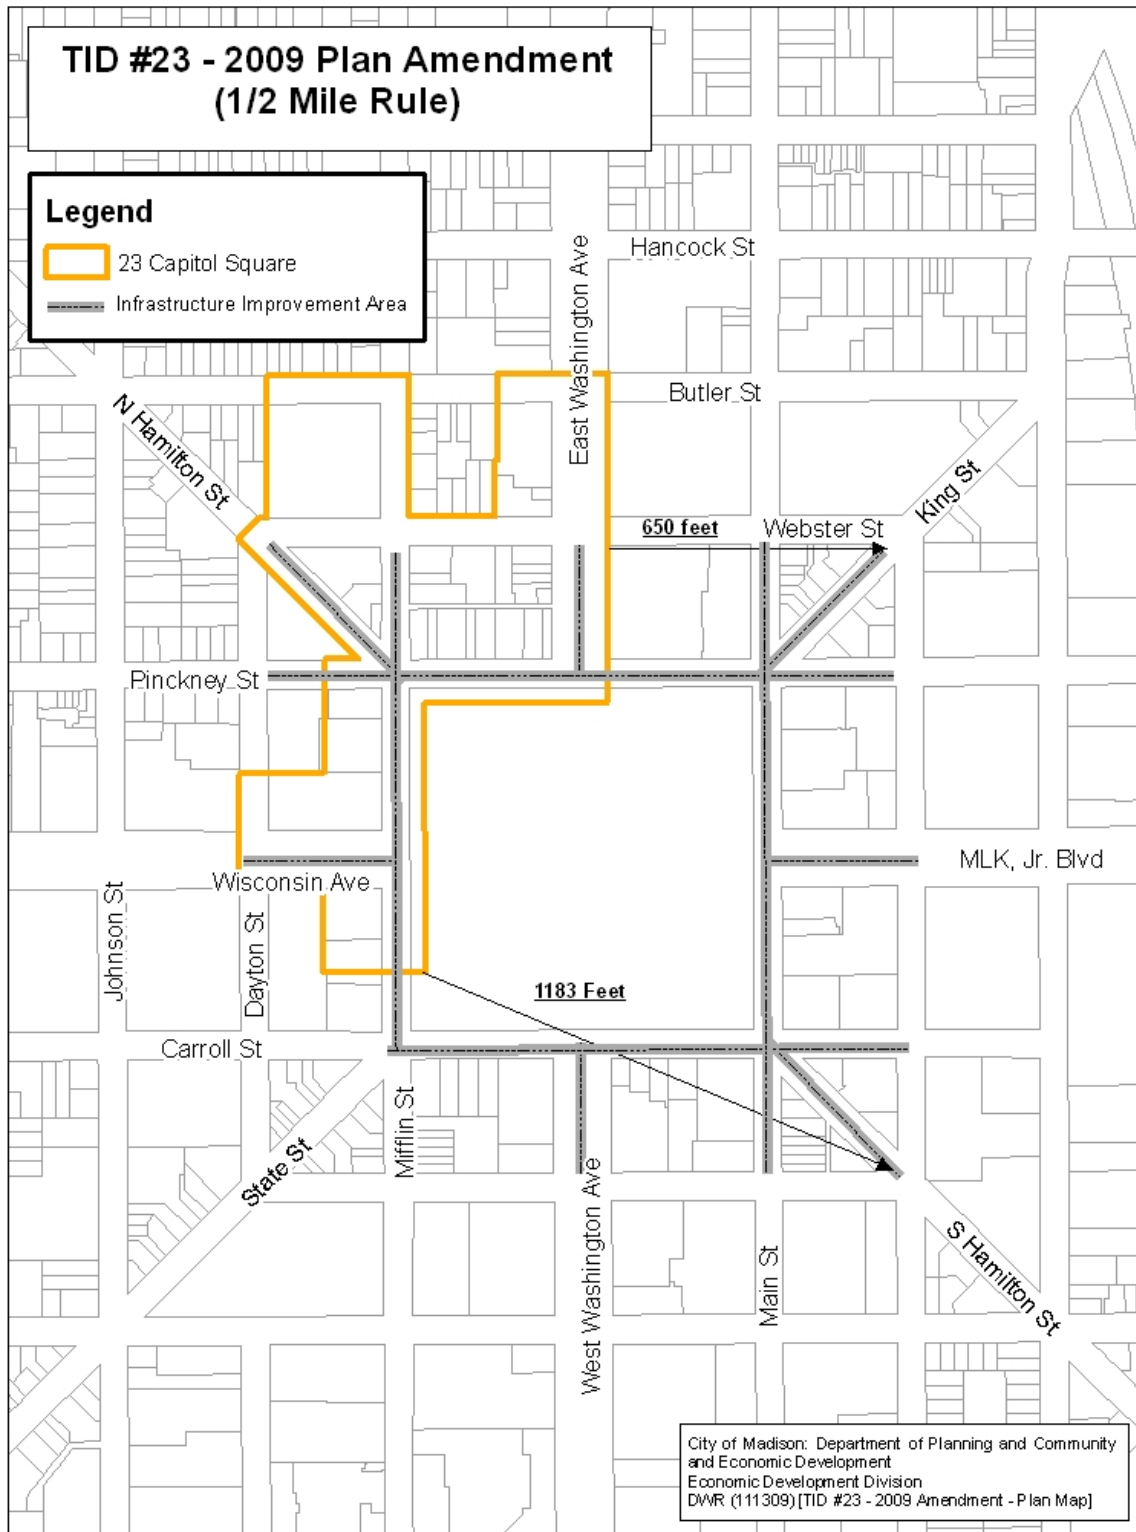 TID #23 - 2009 Plan Amendment
(1/2 Mile Rule)
Legend
23 Capitol Square
Infrastructure Improvement Area
Hancock St
East Washington Ave
Butler St
N Hamilton St
King St
650 feet
Webster St
Pinckney St
MLK, Jr. Blvd
Wisconsin Ave
Johnson St
Dayton St
1183 Feet
Carroll St
Mifflin St
State St
West Washington Ave
Main St
S Hamilton St
City of Madison: Department of Planning and Community
and Economic Development
Economic Development Division
DWR (111309) [TID #23 - 2009 Amendment - Plan Map]